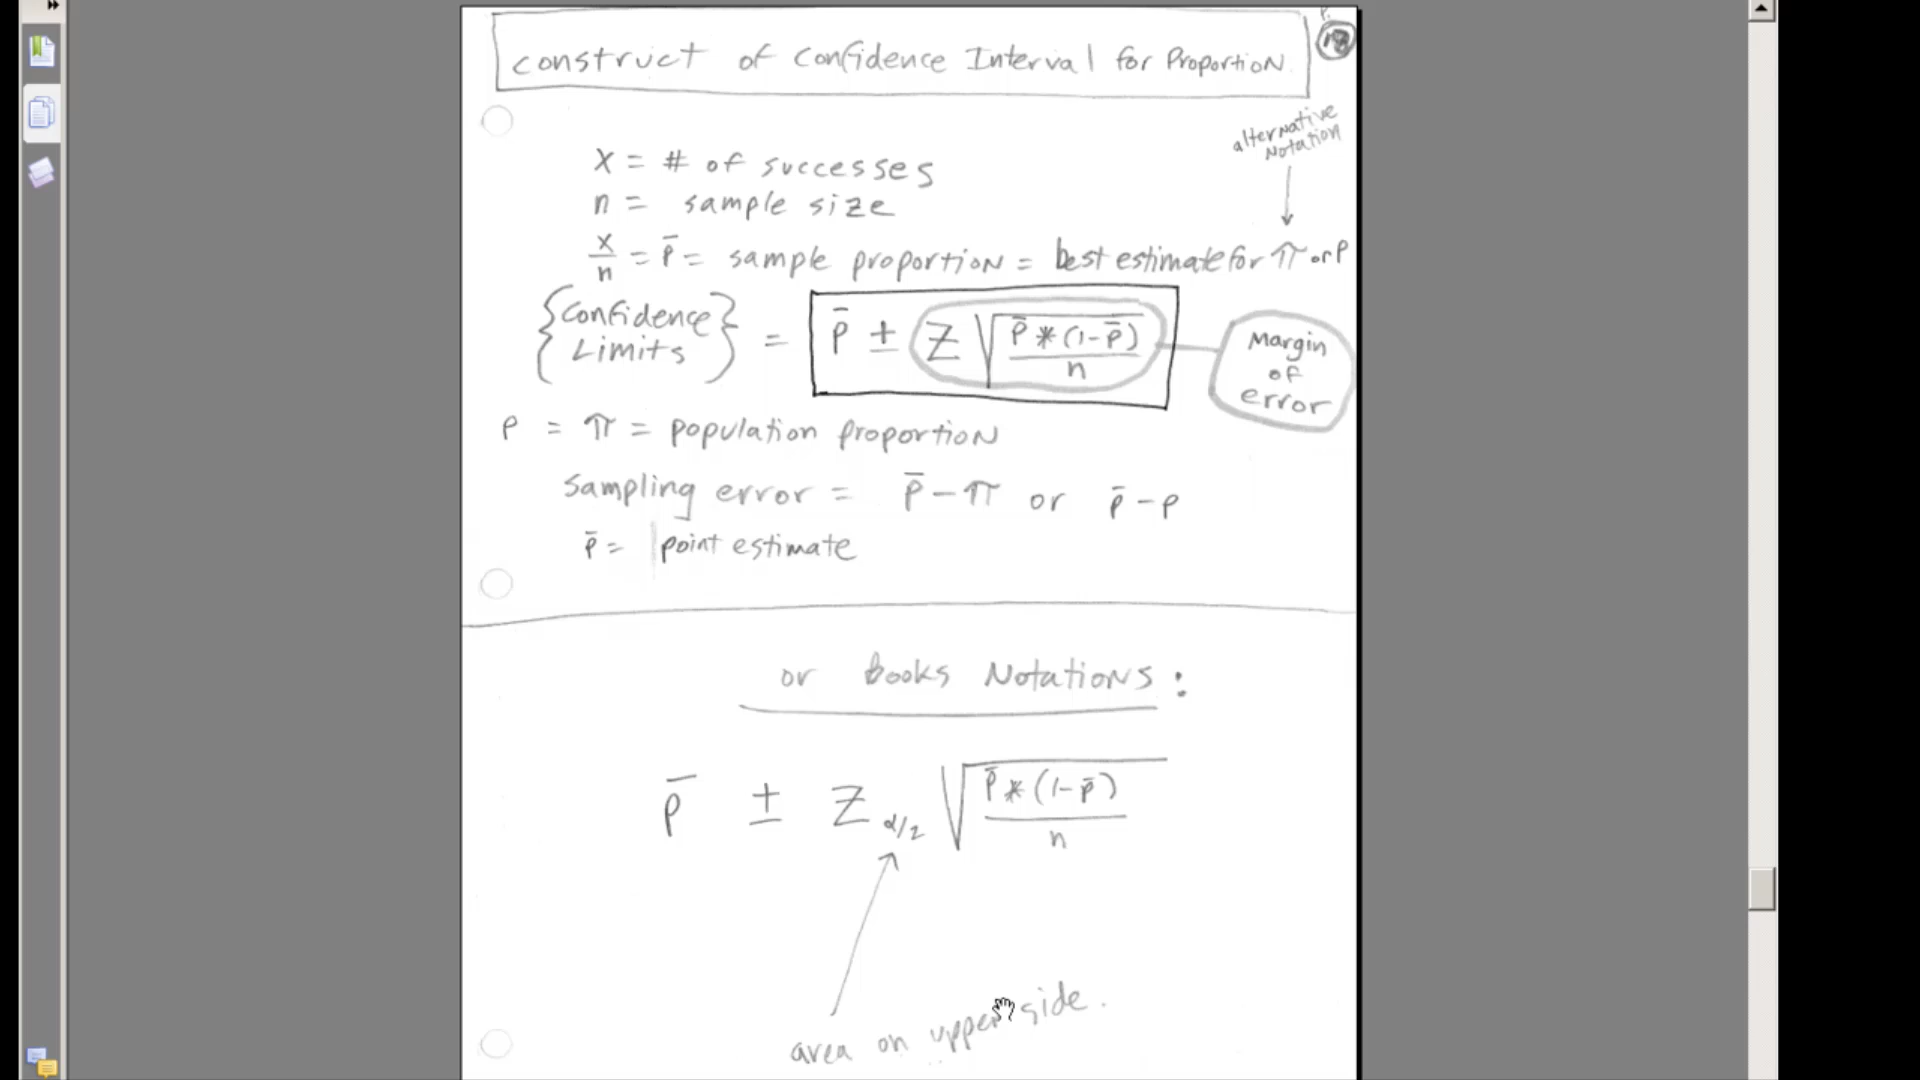 Construct of Confidence Interval for Proportion
P.
alternative
Notation
X = # of successes
n = sample size
X/n = p̄ = sample proportion = best estimate for π or P
{Confidence Limits} = p̄ ± Z √(p̄ * (1-p̄) / n)
Margin
of
error
P = π = population proportion
Sampling error = p̄ - π or p̄ - p
p̄ = point estimate
or Books Notations:
p̄ ± Z α/2 √(p̄ * (1-p̄) / n)
area on upper side.